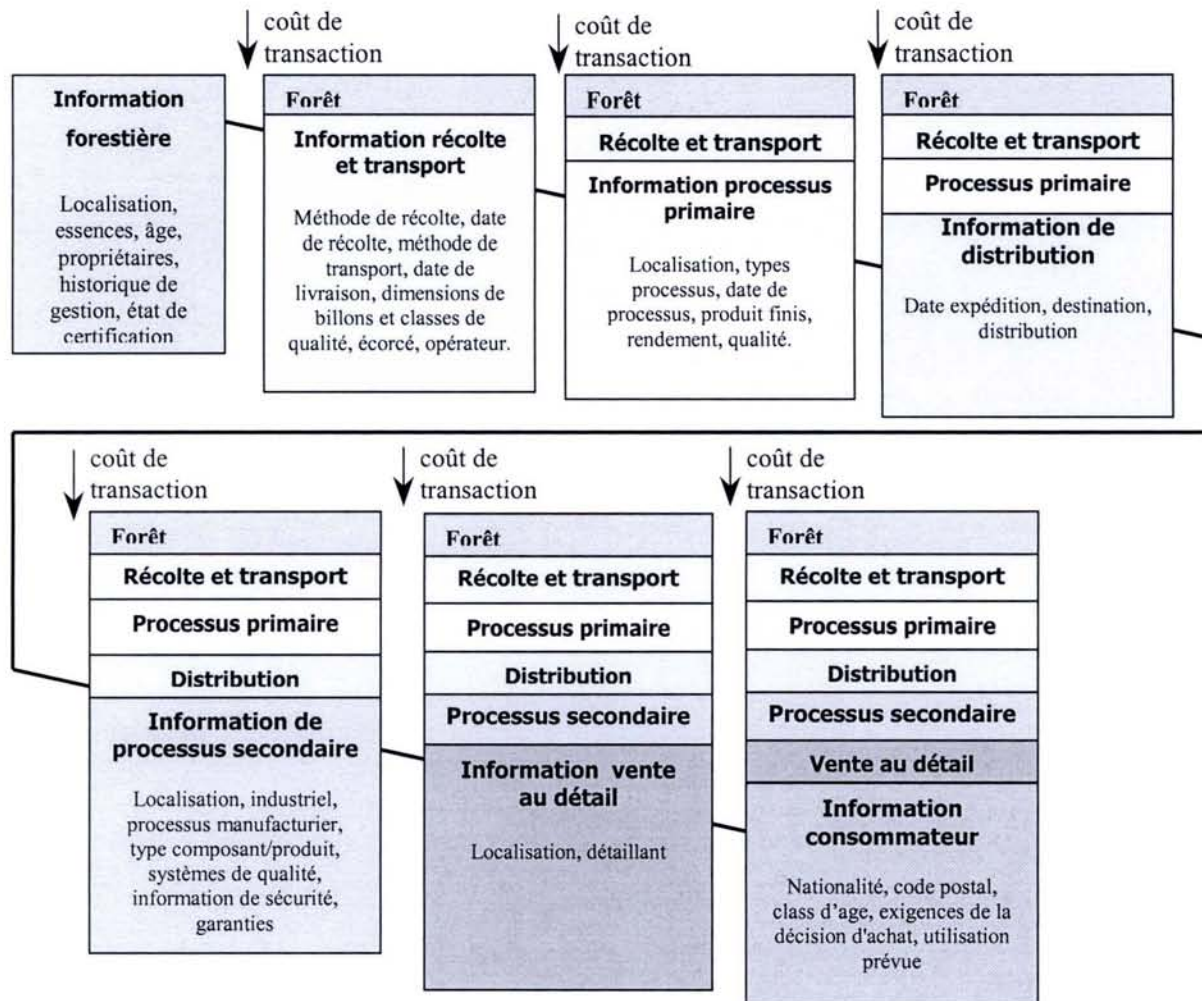 coût de
transaction
coût de
transaction
coût de
transaction
Information
forestière
Localisation,
essences, âge,
propriétaires,
historique de
gestion, état de
certification
Forêt
Information récolte
et transport
Méthode de récolte, date
de récolte, méthode de
transport, date de
livraison, dimensions de
billons et classes de
qualité, écorcé, opérateur.
Forêt
Récolte et transport
Information processus
primaire
Localisation, types
processus, date de
processus, produit finis,
rendement, qualité.
Forêt
Récolte et transport
Processus primaire
Information de
distribution
Date expédition, destination,
distribution
coût de
transaction
coût de
transaction
coût de
transaction
Forêt
Récolte et transport
Processus primaire
Distribution
Information de
processus secondaire
Localisation, industriel,
processus manufacturier,
type composant/produit,
systèmes de qualité,
information de sécurité,
garanties
Forêt
Récolte et transport
Processus primaire
Distribution
Processus secondaire
Information vente
au détail
Localisation, détaillant
Forêt
Récolte et transport
Processus primaire
Distribution
Processus secondaire
Vente au détail
Information
consommateur
Nationalité, code postal,
class d'age, exigences de la
décision d'achat, utilisation
prévue